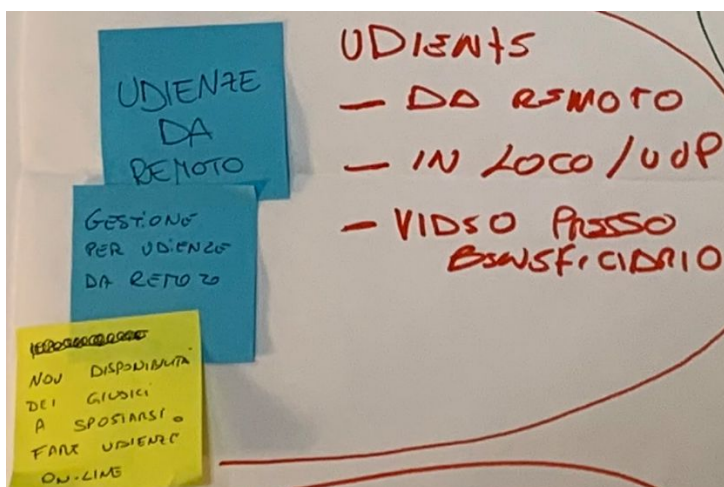 UDIENZE
DA
REMOTO
GESTIONE
PER UDIENZE
DA REMOTO
NON DISPONIBILITÀ
DEI GIUDICI
A SPOSTARSI O
FARE UDIENZE
ON-LINE
UDIENZE
— DA REMOTO
— IN LOCO / UDP
— VIDEO PRESSO
BENEFICIARIO